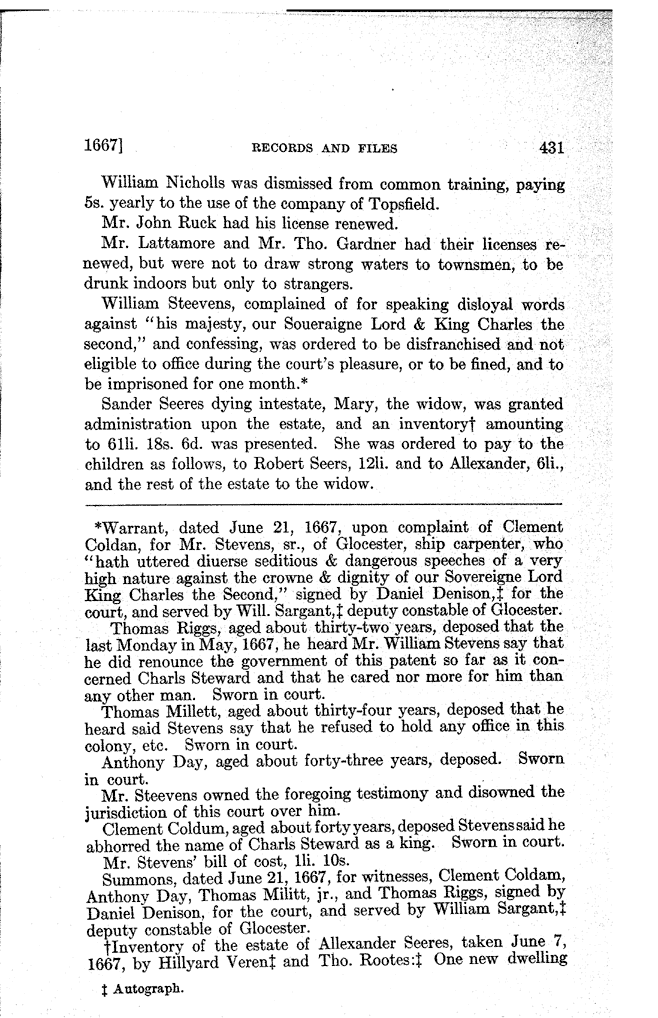 1667]	RECORDS AND FILES	431
William Nicholls was dismissed from common training, paying
5s. yearly to the use of the company of Topsfield.
Mr. John Ruck had his license renewed.
Mr. Lattamore and Mr. Tho. Gardner had their licenses re-
newed, but were not to draw strong waters to townsmen, to be
drunk indoors but only to strangers.
William Steevens, complained of for speaking disloyal words
against “his majesty, our Soueraigne Lord & King Charles the
second,” and confessing, was ordered to be disfranchised and not
eligible to office during the court’s pleasure, or to be fined, and to
be imprisoned for one month.*
Sander Seeres dying intestate, Mary, the widow, was granted
administration upon the estate, and an inventory† amounting
to 61li. 18s. 6d. was presented. She was ordered to pay to the
children as follows, to Robert Seers, 12li. and to Allexander, 6li.,
and the rest of the estate to the widow.
*Warrant, dated June 21, 1667, upon complaint of Clement
Coldan, for Mr. Stevens, sr., of Glocester, ship carpenter, who
“hath uttered diuerse seditious & dangerous speeches of a very
high nature against the crowne & dignity of our Sovereigne Lord
King Charles the Second,” signed by Daniel Denison,‡ for the
court, and served by Will. Sargant,‡ deputy constable of Glocester.
Thomas Riggs, aged about thirty-two years, deposed that the
last Monday in May, 1667, he heard Mr. William Stevens say that
he did renounce the government of this patent so far as it con-
cerned Charls Steward and that he cared nor more for him than
any other man. Sworn in court.
Thomas Millett, aged about thirty-four years, deposed that he
heard said Stevens say that he refused to hold any office in this
colony, etc. Sworn in court.
Anthony Day, aged about forty-three years, deposed. Sworn
in court.
Mr. Steevens owned the foregoing testimony and disowned the
jurisdiction of this court over him.
Clement Coldum, aged about forty years, deposed Stevens said he
abhorred the name of Charls Steward as a king. Sworn in court.
Mr. Stevens’ bill of cost, 1li. 10s.
Summons, dated June 21, 1667, for witnesses, Clement Coldam,
Anthony Day, Thomas Militt, jr., and Thomas Riggs, signed by
Daniel Denison, for the court, and served by William Sargant,‡
deputy constable of Glocester.
†Inventory of the estate of Allexander Seeres, taken June 7,
1667, by Hillyard Veren‡ and Tho. Rootes:‡ One new dwelling
‡ Autograph.